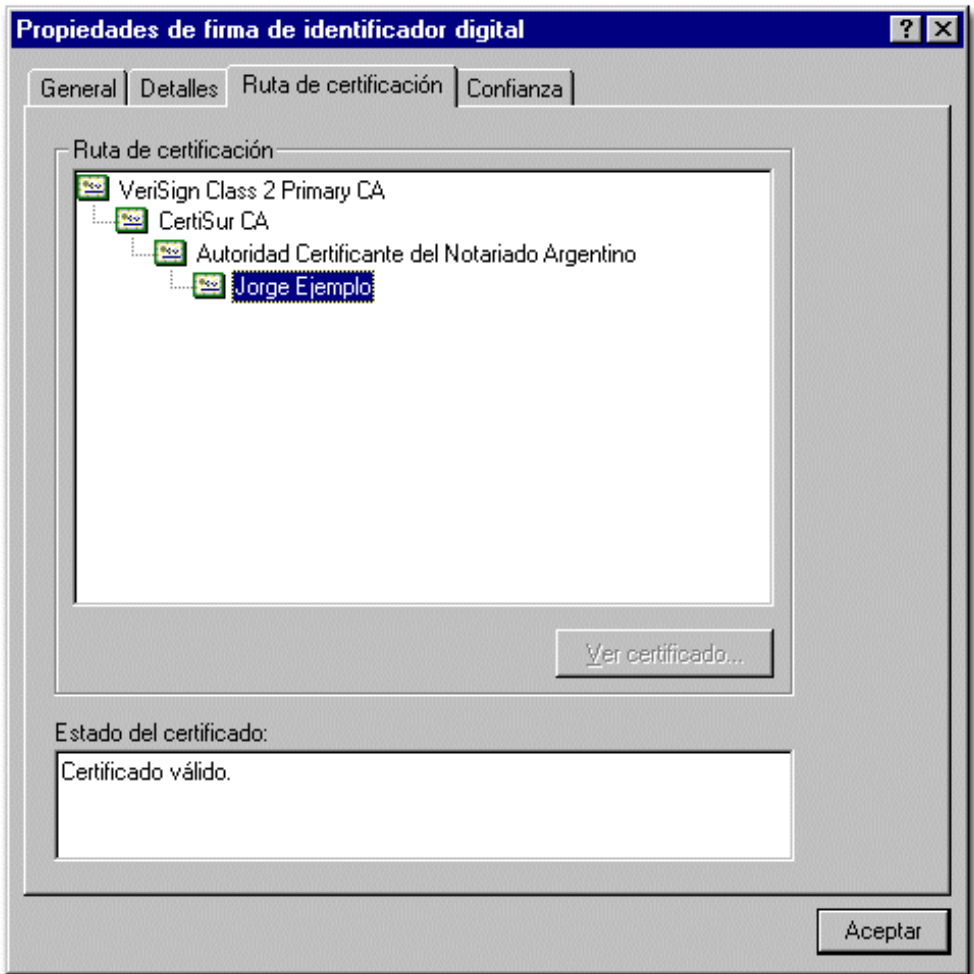 Propiedades de firma de identificador digital
General Detalles Ruta de certificación Confianza
Ruta de certificación
VeriSign Class 2 Primary CA
CertiSur CA
Autoridad Certificante del Notariado Argentino
Jorge Ejemplo
Ver certificado...
Estado del certificado:
Certificado válido.
Aceptar